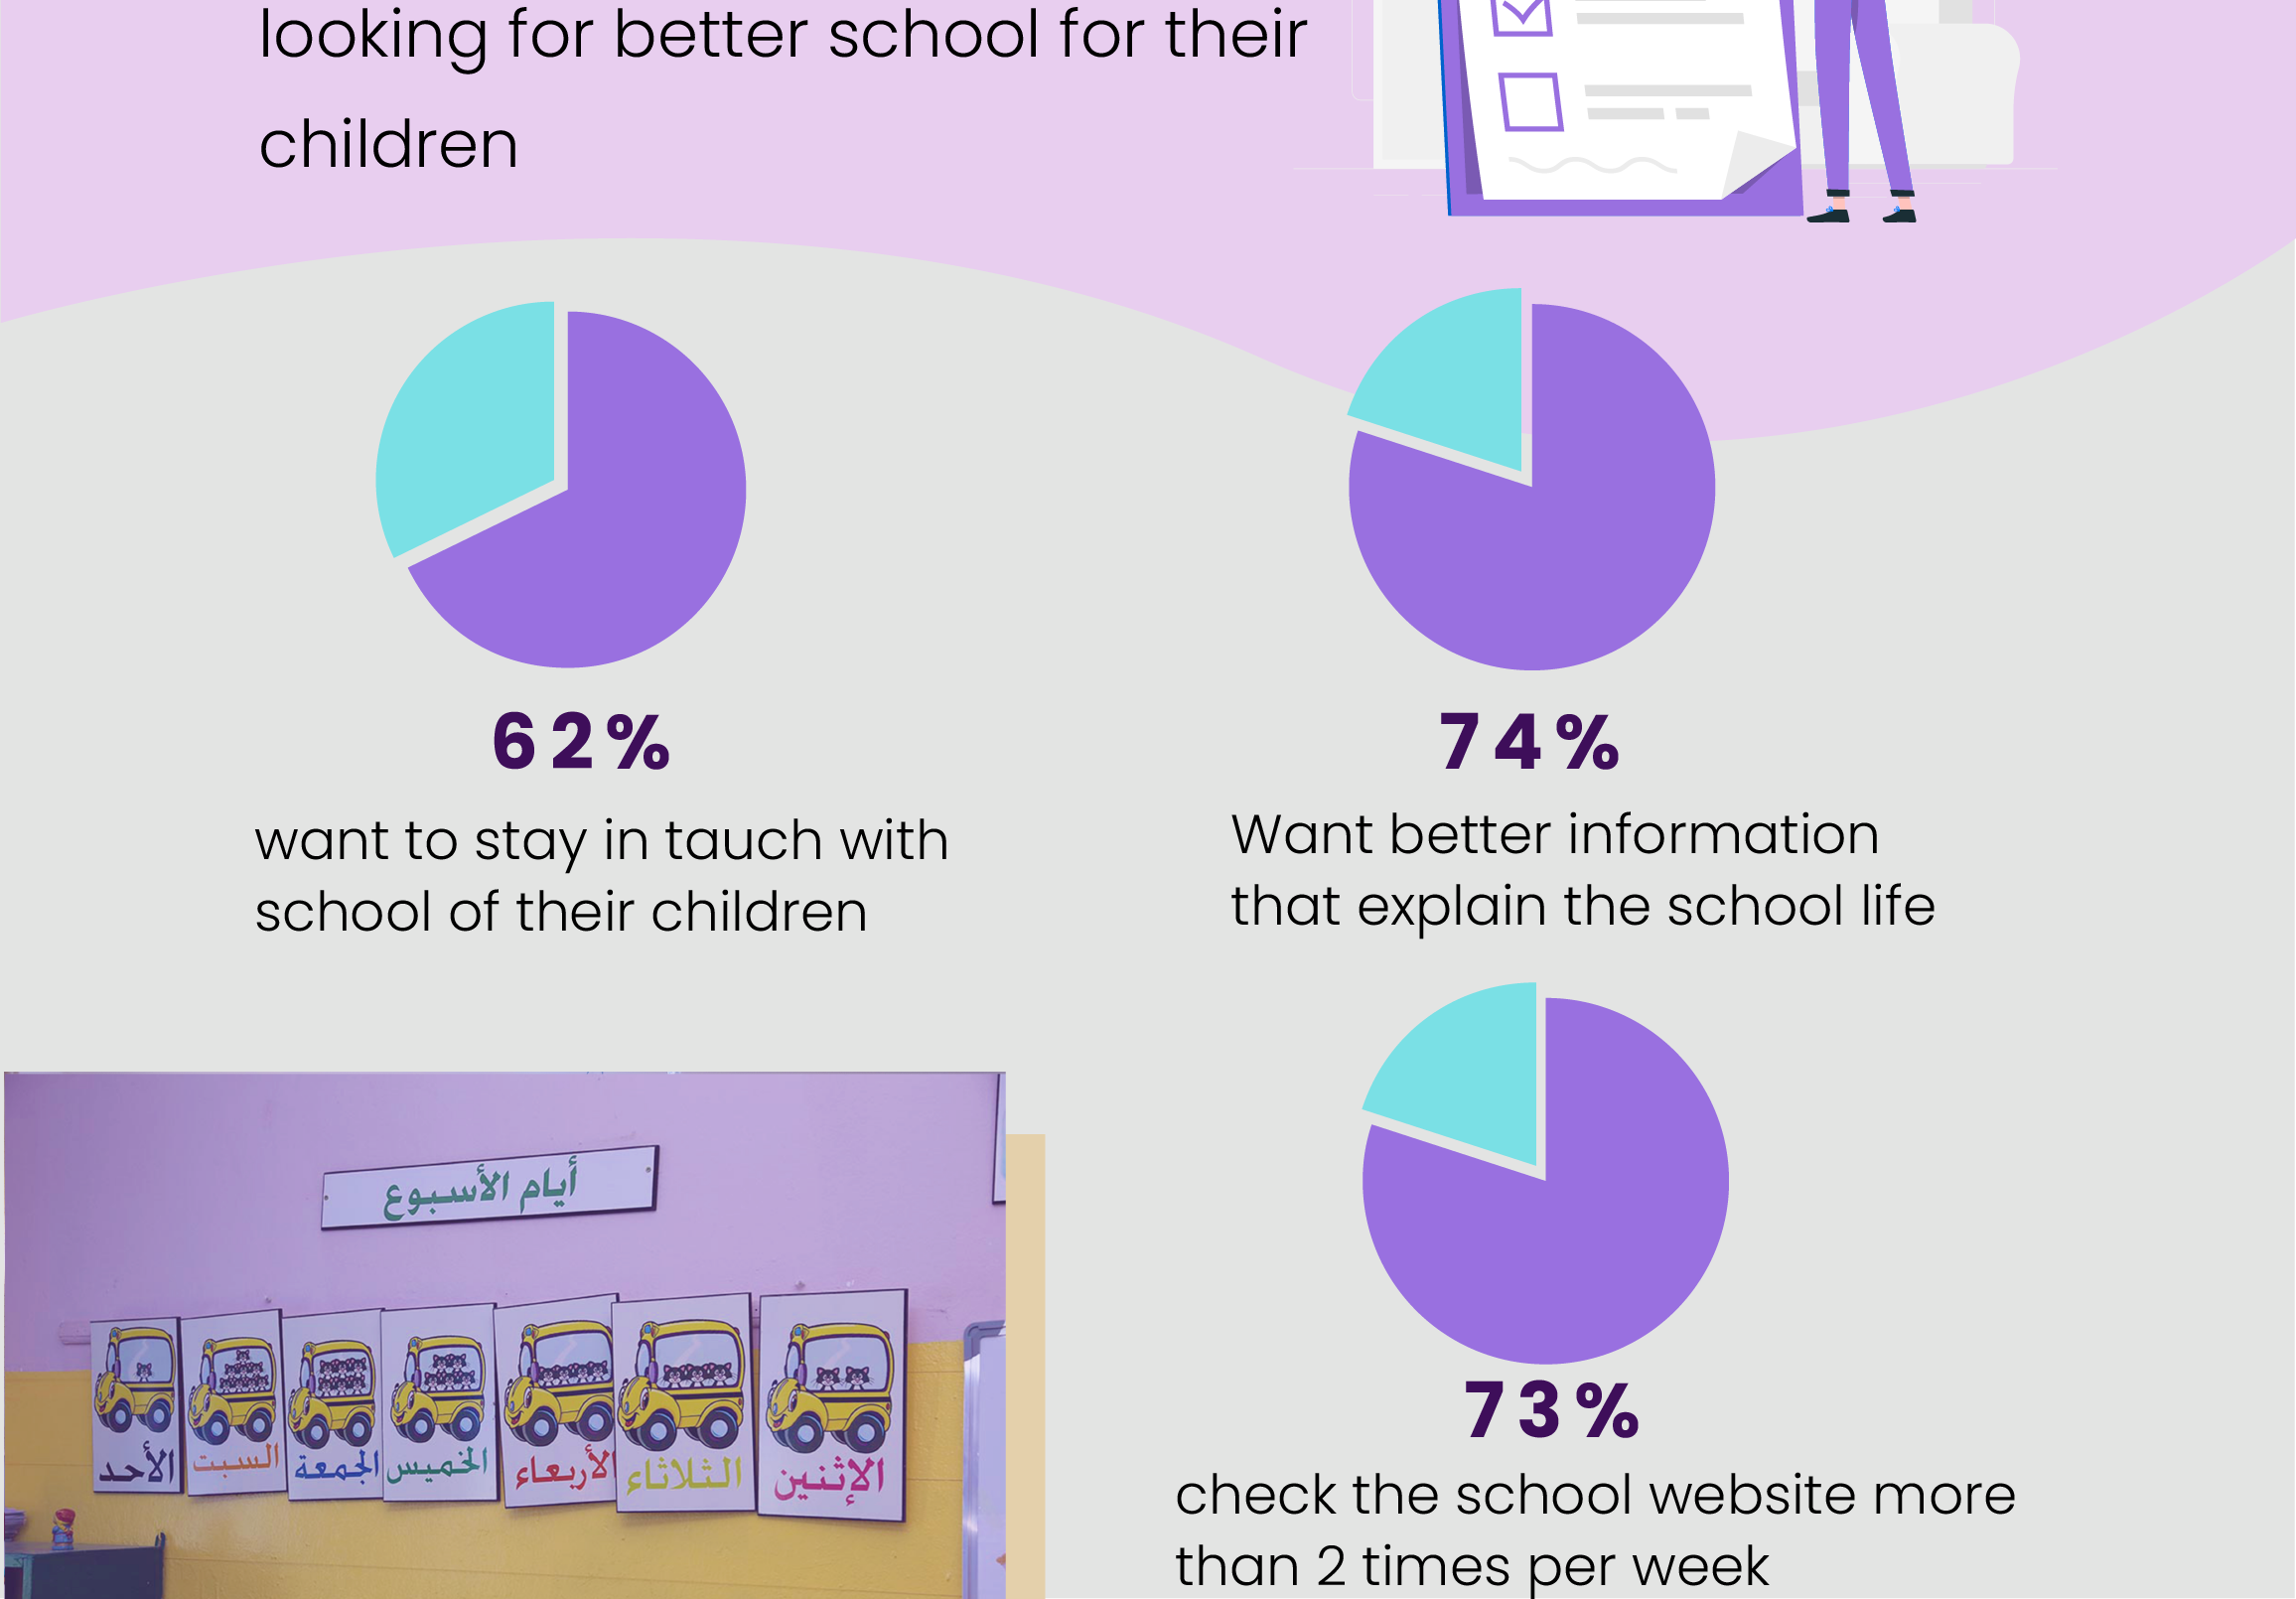 looking for better school for their
children
62%
want to stay in tauch with
school of their children
74%
Want better information
that explain the school life
أيام الأسبوع
الإثنين
الثلاثاء
الأربعاء
الخميس
الجمعة
السبت
الأحد
73%
check the school website more
than 2 times per week